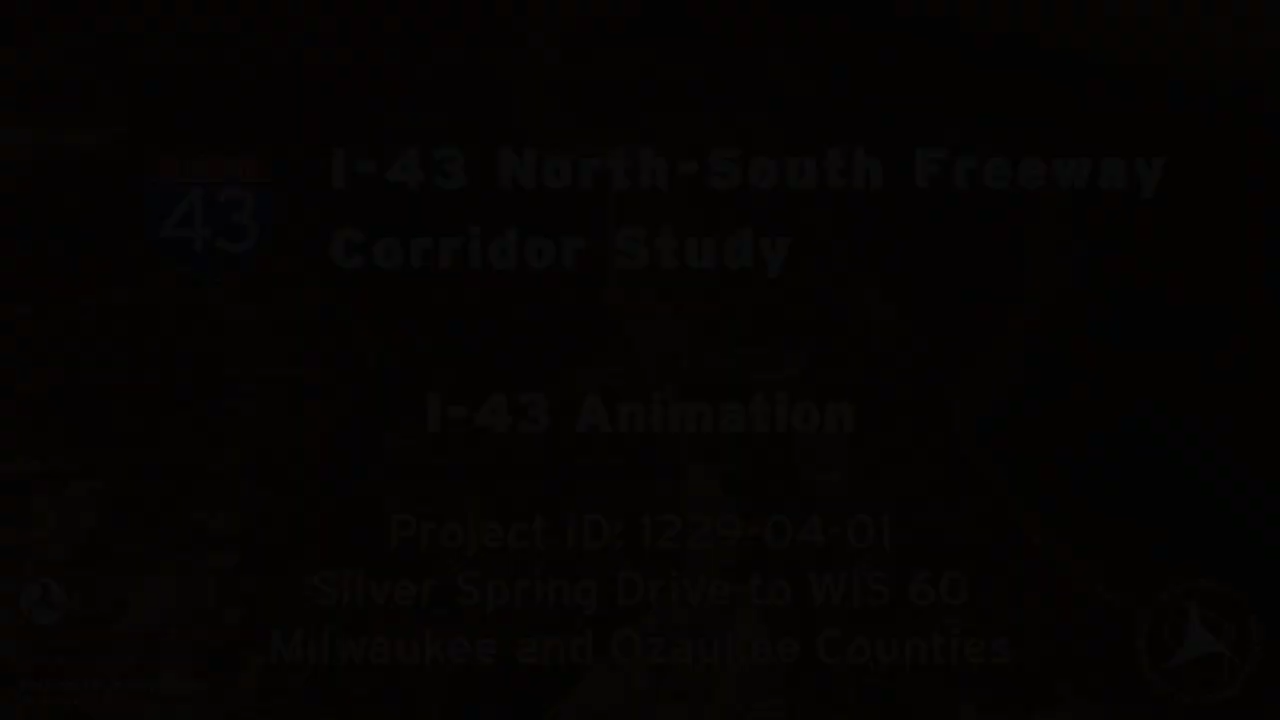 43
I-43 North-South Freeway
Corridor Study
I-43 Animation
Project ID: 1229-04-01
Silver Spring Drive to WIS 60
Milwaukee and Ozaukee Counties